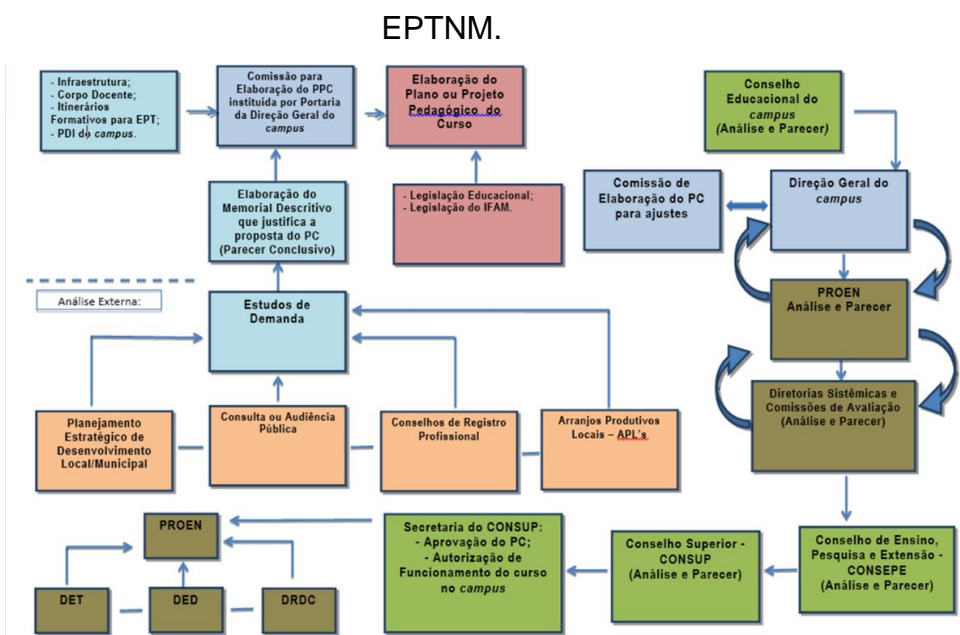 EPTNM.
- Infraestrutura;
- Corpo Docente;
- Itinerários
Formativos para EPT;
- PDI do campus.
Comissão para
Elaboração do PPC
instituída por Portaria
da Direção Geral do
campus
Elaboração do
Plano ou Projeto
Pedagógico do
Curso
Conselho
Educacional do
campus
(Análise e Parecer)
Elaboração do
Memorial Descritivo
que justifica a
proposta do PC
(Parecer Conclusivo)
- Legislação Educacional;
- Legislação do IFAM.
Comissão de
Elaboração do PC
para ajustes
Direção Geral do
campus
Análise Externa:
Estudos de
Demanda
PROEN
Análise e Parecer
Diretorias Sistêmicas e
Comissões de Avaliação
(Análise e Parecer)
Planejamento
Estratégico de
Desenvolvimento
Local/Municipal
Consulta ou Audiência
Pública
Conselhos de Registro
Profissional
Arranjos Produtivos
Locais – APL's
PROEN
DET
DED
DRDC
Secretaria do CONSUP:
- Aprovação do PC;
- Autorização de
Funcionamento do curso
no campus
Conselho Superior -
CONSUP
(Análise e Parecer)
Conselho de Ensino,
Pesquisa e Extensão -
CONSEPE
(Análise e Parecer)